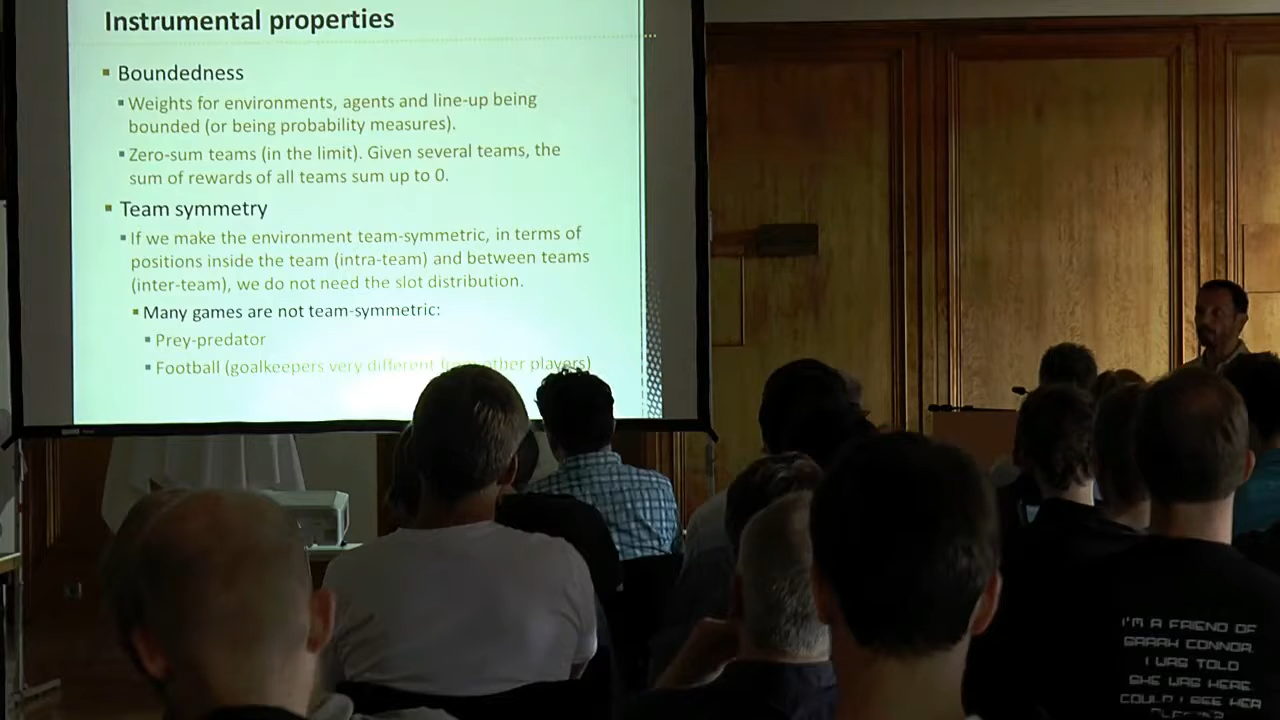 Instrumental properties
Boundedness
Weights for environments, agents and line-up being
bounded (or being probability measures).
Zero-sum teams (in the limit). Given several teams, the
sum of rewards of all teams sum up to 0.
Team symmetry
If we make the environment team-symmetric, in terms of
positions inside the team (intra-team) and between teams
(inter-team), we do not need the slot distribution.
Many games are not team-symmetric:
Prey-predator
Football (goalkeepers very different from other players)
I'M A FRIEND OF
SARAH CONNOR.
I WAS TOLD
SHE WAS HERE
COULD I SEE HER